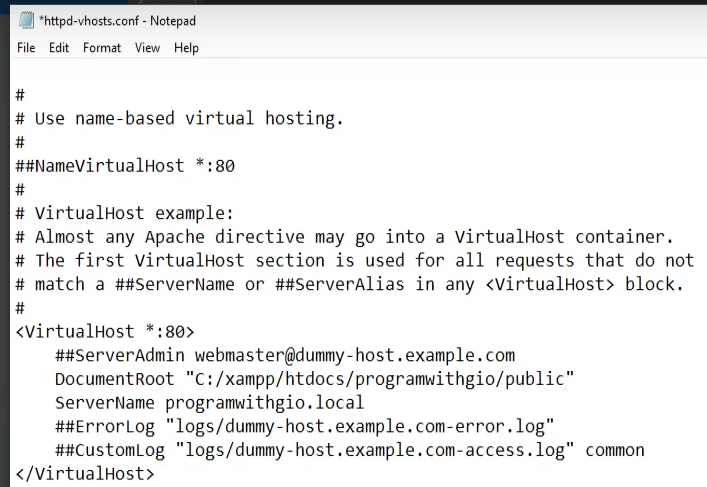 *httpd-vhosts.conf - Notepad
File Edit Format View Help
#
# Use name-based virtual hosting.
#
##NameVirtualHost *:80
#
# VirtualHost example:
# Almost any Apache directive may go into a VirtualHost container.
# The first VirtualHost section is used for all requests that do not
# match a ##ServerName or ##ServerAlias in any <VirtualHost> block.
#
<VirtualHost *:80>
    ##ServerAdmin webmaster@dummy-host.example.com
    DocumentRoot "C:/xampp/htdocs/programwithgio/public"
    ServerName programwithgio.local
    ##ErrorLog "logs/dummy-host.example.com-error.log"
    ##CustomLog "logs/dummy-host.example.com-access.log" common
</VirtualHost>